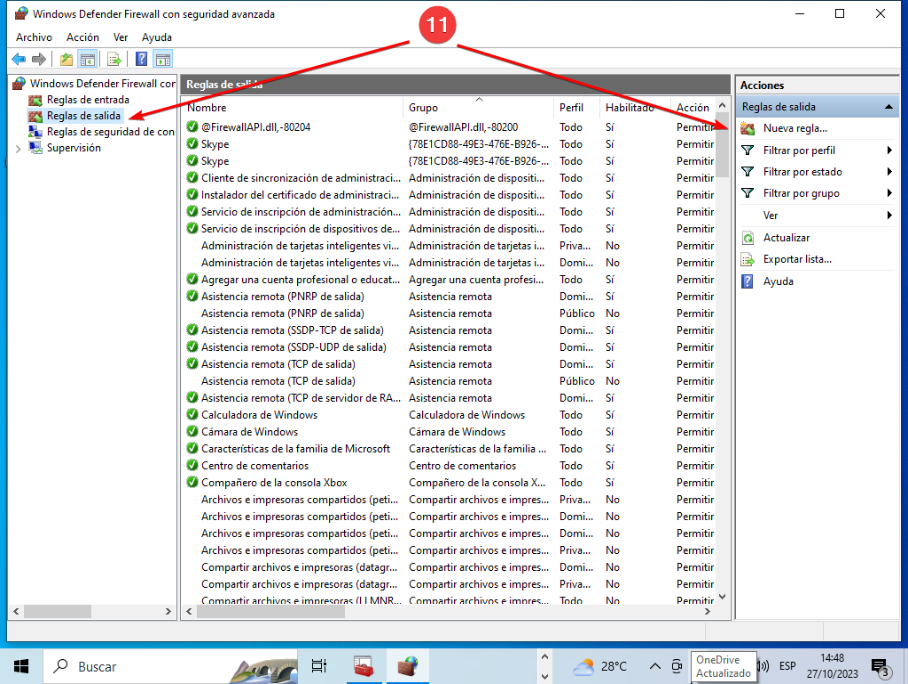 Windows Defender Firewall con seguridad avanzada
11
Archivo Acción Ver Ayuda
Windows Defender Firewall con
Reglas de entrada
Reglas de salida
Reglas de seguridad de con
Supervisión
Reglas de salida
Nombre Grupo Perfil Habilitado Acción
@FirewallAPI.dll,-80204 @FirewallAPI.dll,-80200 Todo Sí Permitir
Skype {78E1CD88-49E3-476E-B926-... Todo Sí Permitir
Skype {78E1CD88-49E3-476E-B926-... Todo Sí Permitir
Cliente de sincronización de administraci... Administración de dispositi... Todo Sí Permitir
Instalador del certificado de administraci... Administración de dispositi... Todo Sí Permitir
Servicio de inscripción de administración... Administración de dispositi... Todo Sí Permitir
Servicio de inscripción de dispositivos de... Administración de dispositi... Todo Sí Permitir
Administración de tarjetas inteligentes vi... Administración de tarjetas i... Priva... No Permitir
Administración de tarjetas inteligentes vi... Administración de tarjetas i... Domi... No Permitir
Agregar una cuenta profesional o educat... Agregar una cuenta profesi... Todo Sí Permitir
Asistencia remota (PNRP de salida) Asistencia remota Domi... Sí Permitir
Asistencia remota (PNRP de salida) Asistencia remota Público No Permitir
Asistencia remota (SSDP-TCP de salida) Asistencia remota Domi... Sí Permitir
Asistencia remota (SSDP-UDP de salida) Asistencia remota Domi... Sí Permitir
Asistencia remota (TCP de salida) Asistencia remota Domi... Sí Permitir
Asistencia remota (TCP de salida) Asistencia remota Público No Permitir
Asistencia remota (TCP de servidor de RA... Asistencia remota Domi... Sí Permitir
Calculadora de Windows Calculadora de Windows Todo Sí Permitir
Cámara de Windows Cámara de Windows Todo Sí Permitir
Características de la familia de Microsoft Características de la familia ... Todo Sí Permitir
Centro de comentarios Centro de comentarios Todo Sí Permitir
Compañero de la consola Xbox Compañero de la consola X... Todo Sí Permitir
Archivos e impresoras compartidos (peti... Compartir archivos e impres... Priva... No Permitir
Archivos e impresoras compartidos (peti... Compartir archivos e impres... Domi... No Permitir
Archivos e impresoras compartidos (peti... Compartir archivos e impres... Domi... No Permitir
Archivos e impresoras compartidos (peti... Compartir archivos e impres... Priva... No Permitir
Compartir archivos e impresoras (datagr... Compartir archivos e impres... Domi... No Permitir
Compartir archivos e impresoras (datagr... Compartir archivos e impres... Priva... No Permitir
Compartir archivos e impresoras (LLMNR... Compartir archivos e impres... Todo No Permitir
Acciones
Reglas de salida
Nueva regla...
Filtrar por perfil
Filtrar por estado
Filtrar por grupo
Ver
Actualizar
Exportar lista...
Ayuda
Buscar
28°C
OneDrive
Actualizado
ESP
14:48
27/10/2023
3